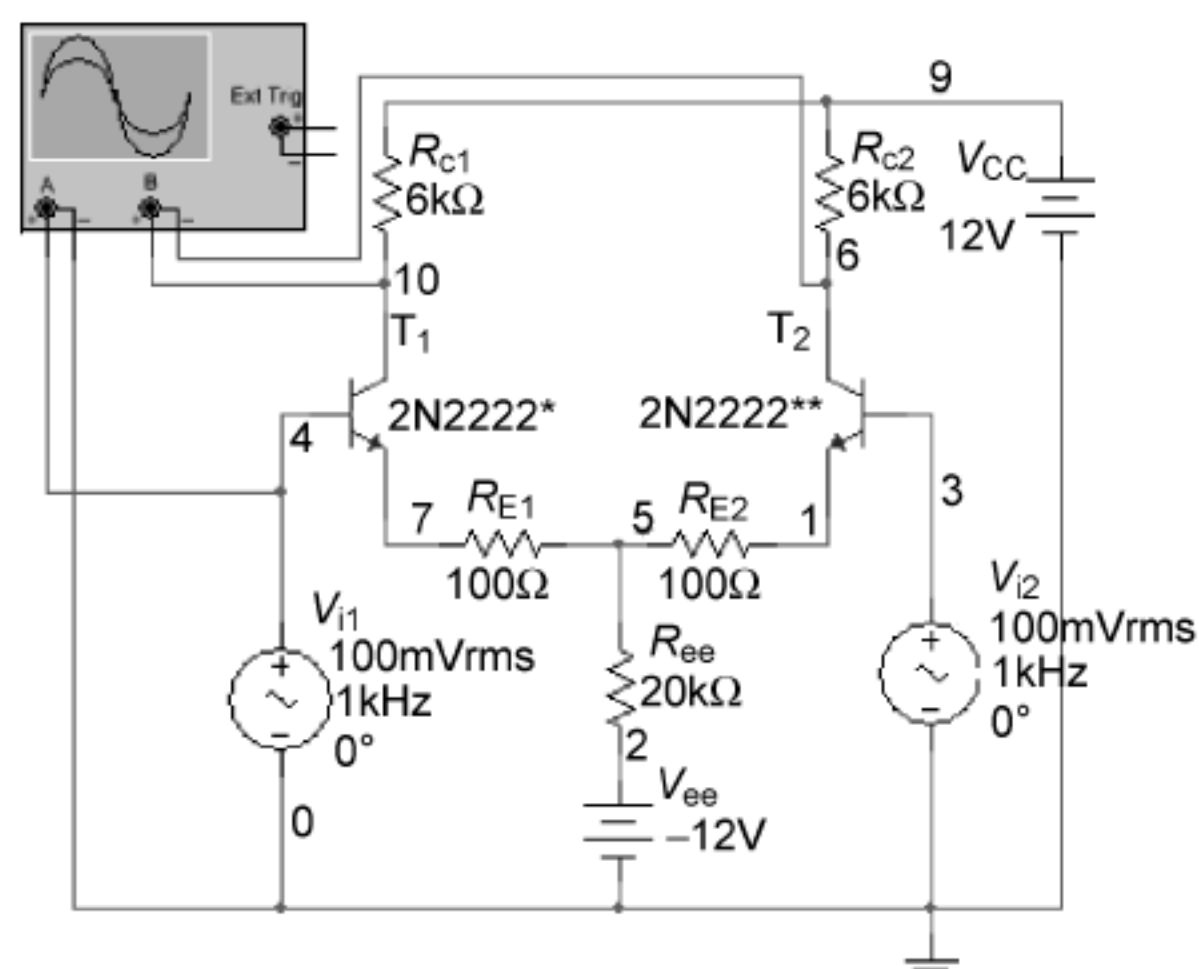 Ext Trig
+
−
A
B
+
−
+
−
9
Rc1
6kΩ
Rc2
6kΩ
VCC
12V
10
6
T1
T2
2N2222*
2N2222**
4
3
7
RE1
100Ω
5
RE2
100Ω
1
Vi1
100mVrms
1kHz
0°
+
−
Ree
20kΩ
2
Vi2
100mVrms
1kHz
0°
+
−
Vee
−12V
0